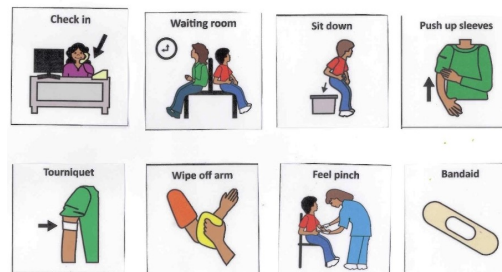 Check in
Waiting room
Sit down
Push up sleeves
Tourniquet
Wipe off arm
Feel pinch
Bandaid